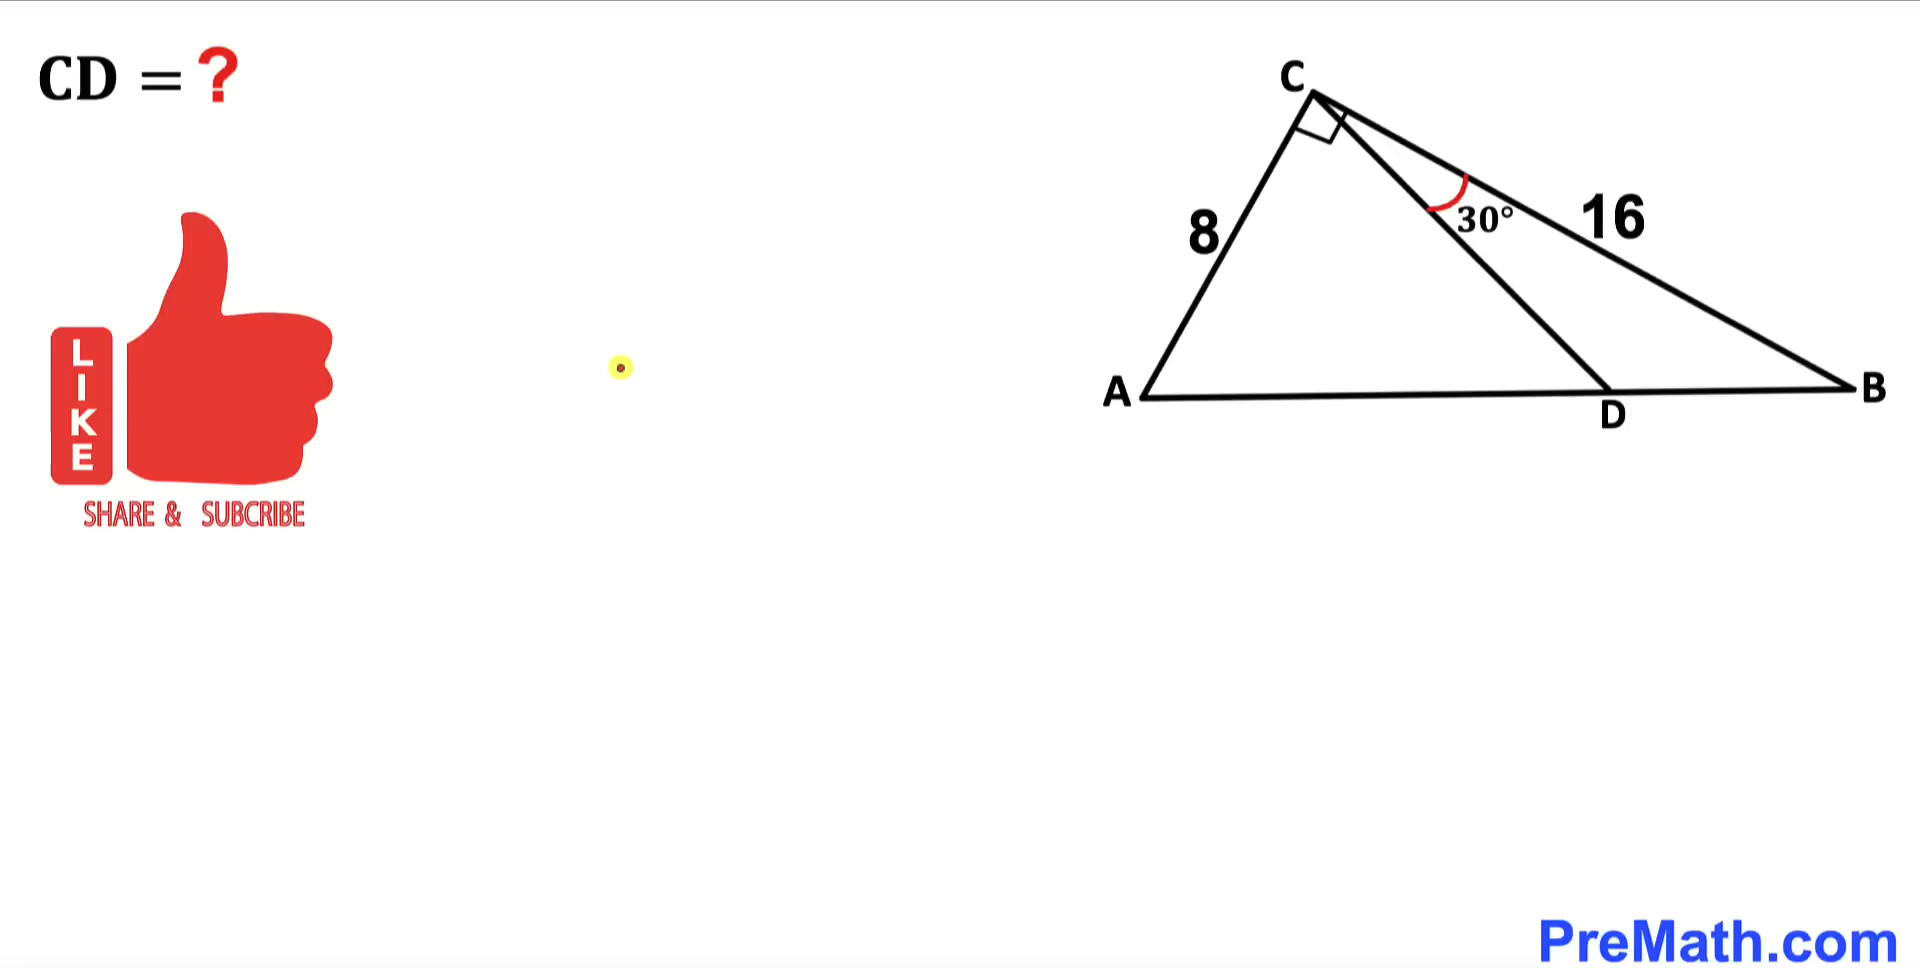 CD = ?
C
8
30°
16
A
D
B
L
I
K
E
SHARE & SUBCRIBE
PreMath.com